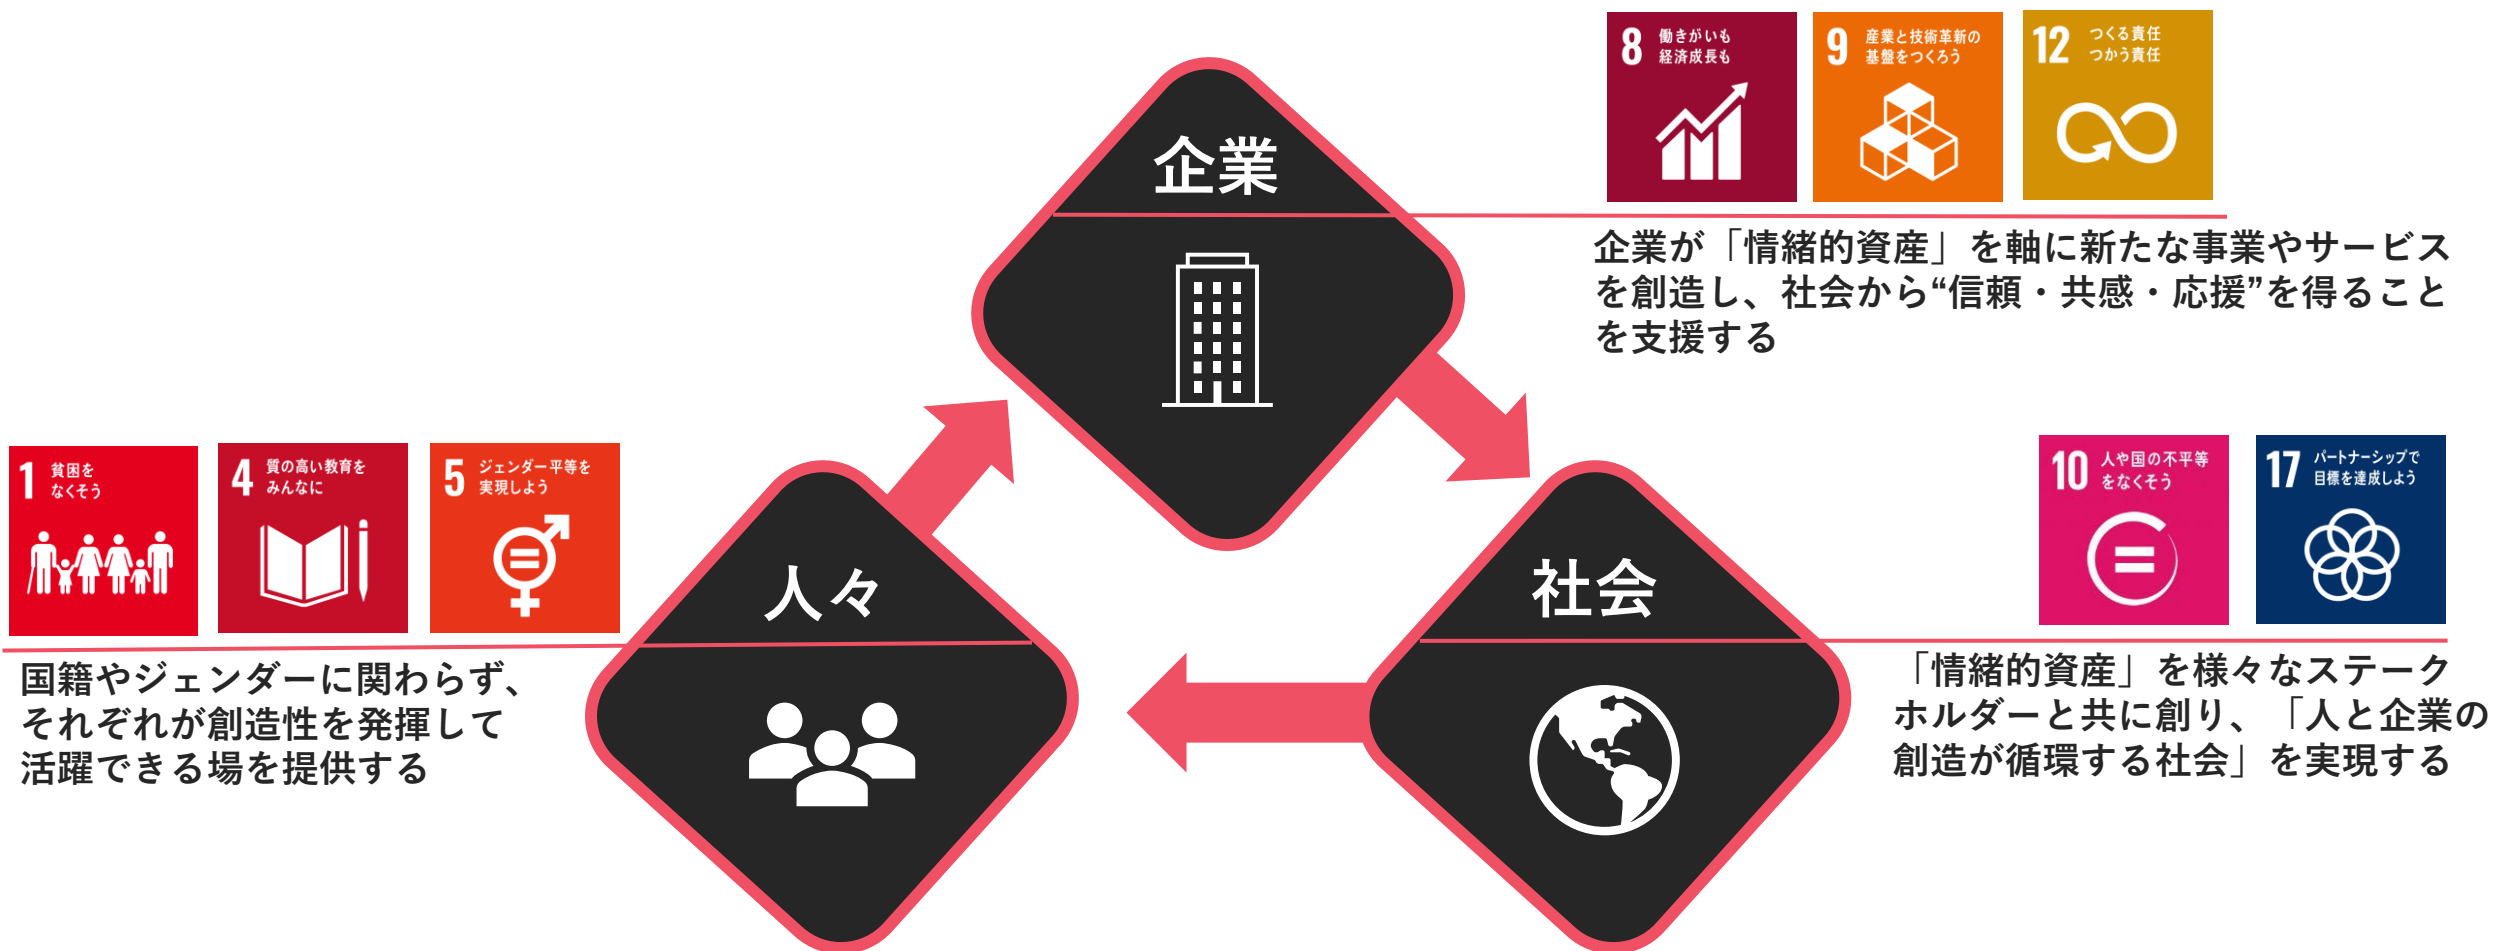 企業
8 働きがいも
経済成長も
9 産業と技術革新の
基盤をつくろう
12 つくる責任
つかう責任
企業が「情緒的資産」を軸に新たな事業やサービス
を創造し、社会から“信頼・共感・応援”を得ること
を支援する
1 貧困を
なくそう
4 質の高い教育を
みんなに
5 ジェンダー平等を
実現しよう
人々
国籍やジェンダーに関わらず、
それぞれが創造性を発揮して
活躍できる場を提供する
社会
10 人や国の不平等
をなくそう
17 パートナーシップで
目標を達成しよう
「情緒的資産」を様々なステーク
ホルダーと共に創り、「人と企業の
創造が循環する社会」を実現する